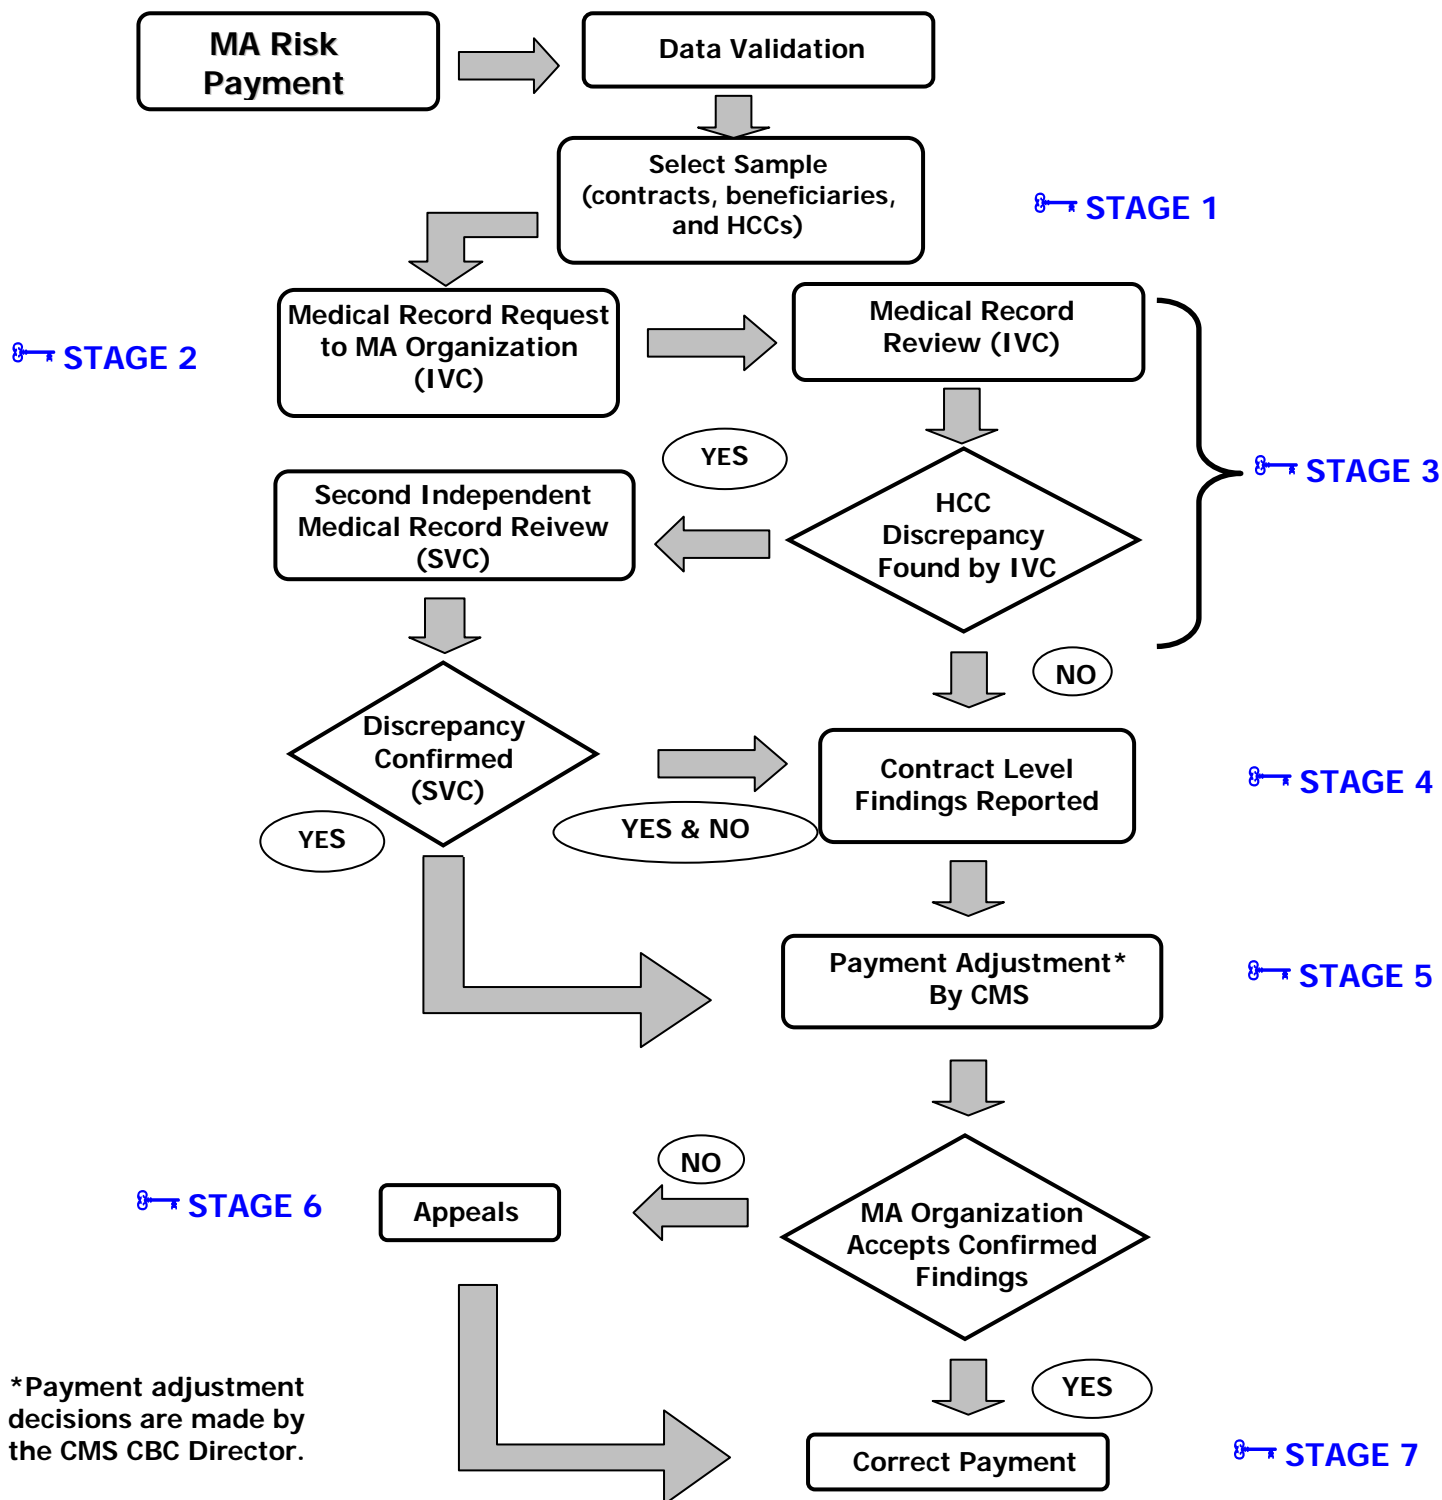 MA Risk
Payment
Data Validation
Select Sample
(contracts, beneficiaries,
and HCCs)
STAGE 1
Medical Record Request
to MA Organization
(IVC)
STAGE 2
Medical Record
Review (IVC)
YES
HCC
Discrepancy
Found by IVC
STAGE 3
Second Independent
Medical Record Reivew
(SVC)
NO
Discrepancy
Confirmed
(SVC)
YES
YES & NO
Contract Level
Findings Reported
STAGE 4
Payment Adjustment*
By CMS
STAGE 5
NO
STAGE 6
Appeals
MA Organization
Accepts Confirmed
Findings
YES
*Payment adjustment
decisions are made by
the CMS CBC Director.
Correct Payment
STAGE 7